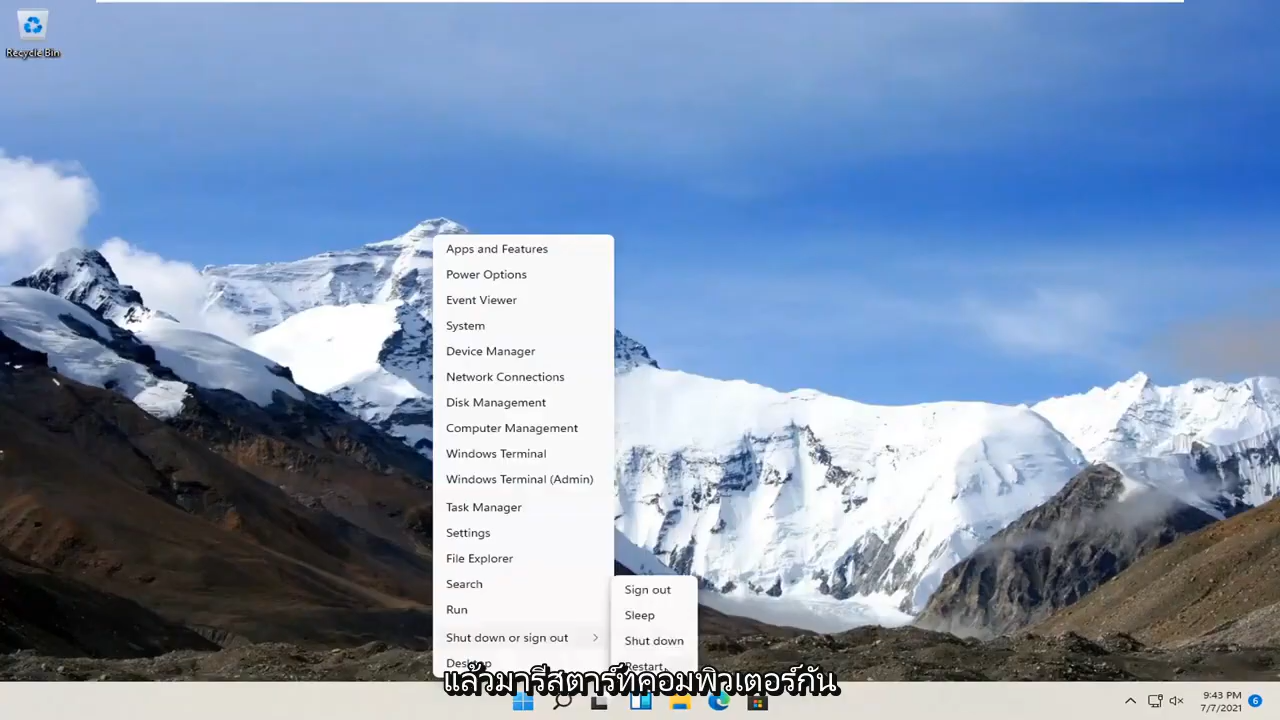 Recycle Bin
Apps and Features
Power Options
Event Viewer
System
Device Manager
Network Connections
Disk Management
Computer Management
Windows Terminal
Windows Terminal (Admin)
Task Manager
Settings
File Explorer
Search
Run
Shut down or sign out
Desktop
Sign out
Sleep
Shut down
Restart
แล้วมารีสตาร์ทคอมพิวเตอร์กัน
9:43 PM
7/7/2021
6